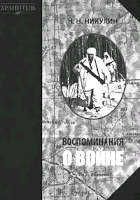 ХРАНИТЕЛЬ
Н. Н. НИКУЛИН
ВОСПОМИНАНИЯ
О ВОЙНЕ